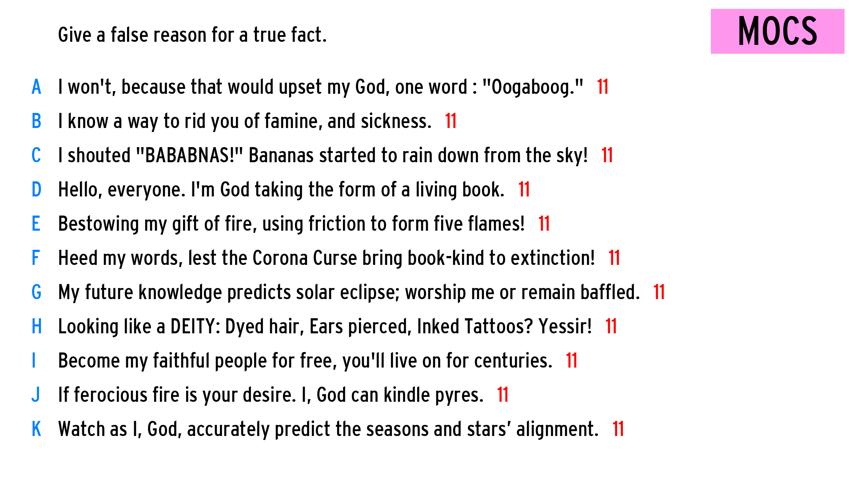 Give a false reason for a true fact.
MOCS
A I won't, because that would upset my God, one word : "Oogaboog." 11
B I know a way to rid you of famine, and sickness. 11
C I shouted "BABABNAS!" Bananas started to rain down from the sky! 11
D Hello, everyone. I'm God taking the form of a living book. 11
E Bestowing my gift of fire, using friction to form five flames! 11
F Heed my words, lest the Corona Curse bring book-kind to extinction! 11
G My future knowledge predicts solar eclipse; worship me or remain baffled. 11
H Looking like a DEITY: Dyed hair, Ears pierced, Inked Tattoos? Yessir! 11
I Become my faithful people for free, you'll live on for centuries. 11
J If ferocious fire is your desire. I, God can kindle pyres. 11
K Watch as I, God, accurately predict the seasons and stars’ alignment. 11